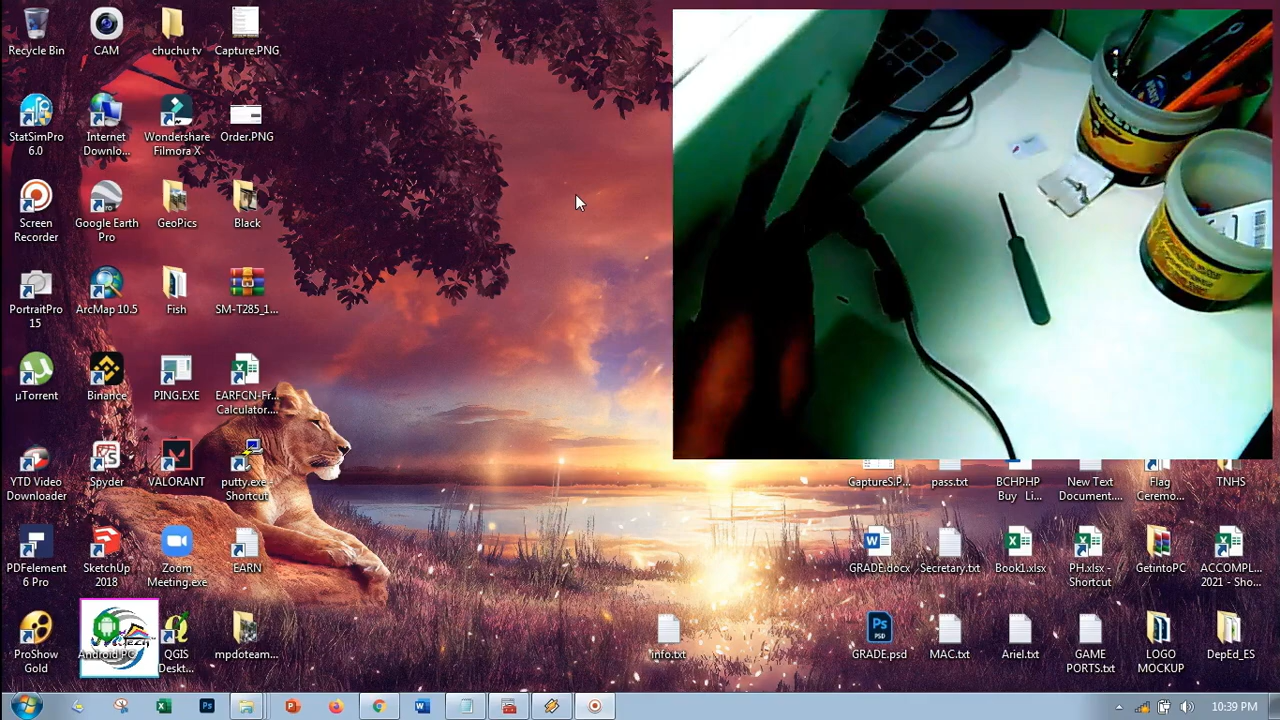 Recycle Bin
CAM
chuchu tv
Capture.PNG
StatSimPro
6.0
Internet
Downlo...
Wondershare
Filmora X
Order.PNG
Screen
Recorder
Google Earth
Pro
GeoPics
Black
PortraitPro
15
ArcMap 10.5
Fish
SM-T285_1...
µTorrent
Binance
PING.EXE
EARFCN-Fr...
Calculator....
YTD Video
Downloader
Spyder
VALORANT
putty.exe -
Shortcut
CaptureS.P...
pass.txt
BCHPHP
Buy Li...
New Text
Document....
Flag
Ceremo...
TNHS
PDFelement
6 Pro
SketchUp
2018
Zoom
Meeting.exe
EARN
GRADE.docx
Secretary.txt
Book1.xlsx
PH.xlsx -
Shortcut
GetintoPC
ACCOMPL...
2021 - Sho...
ProShow
Gold
Android PC
QGIS
Deskt...
mpdoteam...
info.txt
GRADE.psd
MAC.txt
Ariel.txt
GAME
PORTS.txt
LOGO
MOCKUP
DepEd_ES
10:39 PM